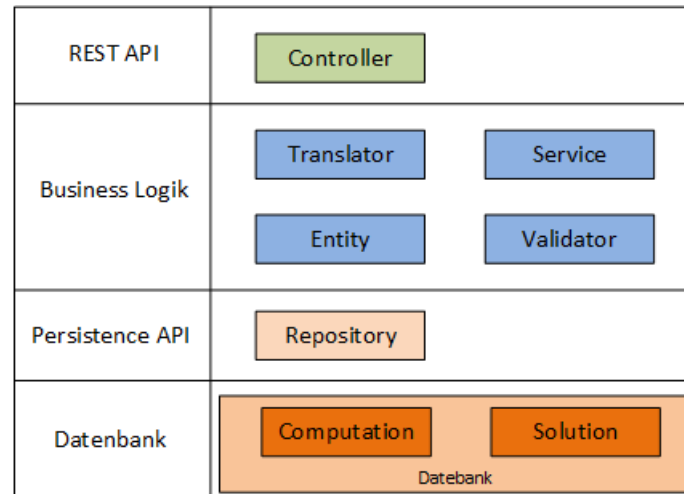 REST API
Controller
Business Logik
Translator
Service
Entity
Validator
Persistence API
Repository
Datenbank
Computation
Solution
Datebank